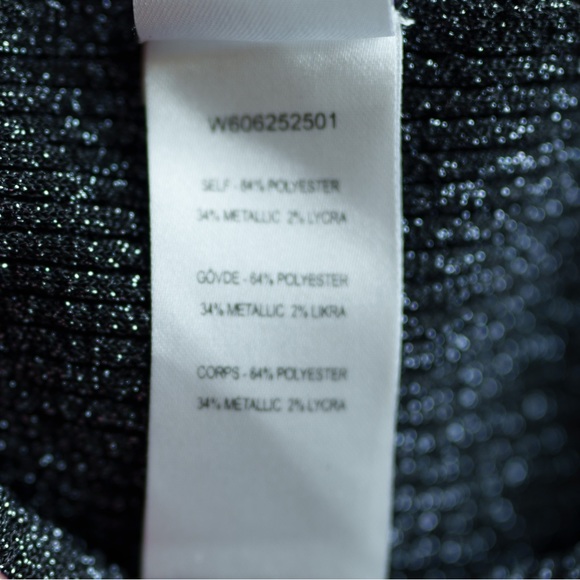 W606252501
SELF - 64% POLYESTER
34% METALLIC 2% LYCRA
GÖVDE - 64% POLYESTER
34% METALLIC 2% LIKRA
CORPS - 64% POLYESTER
34% METALLIC 2% LYCRA